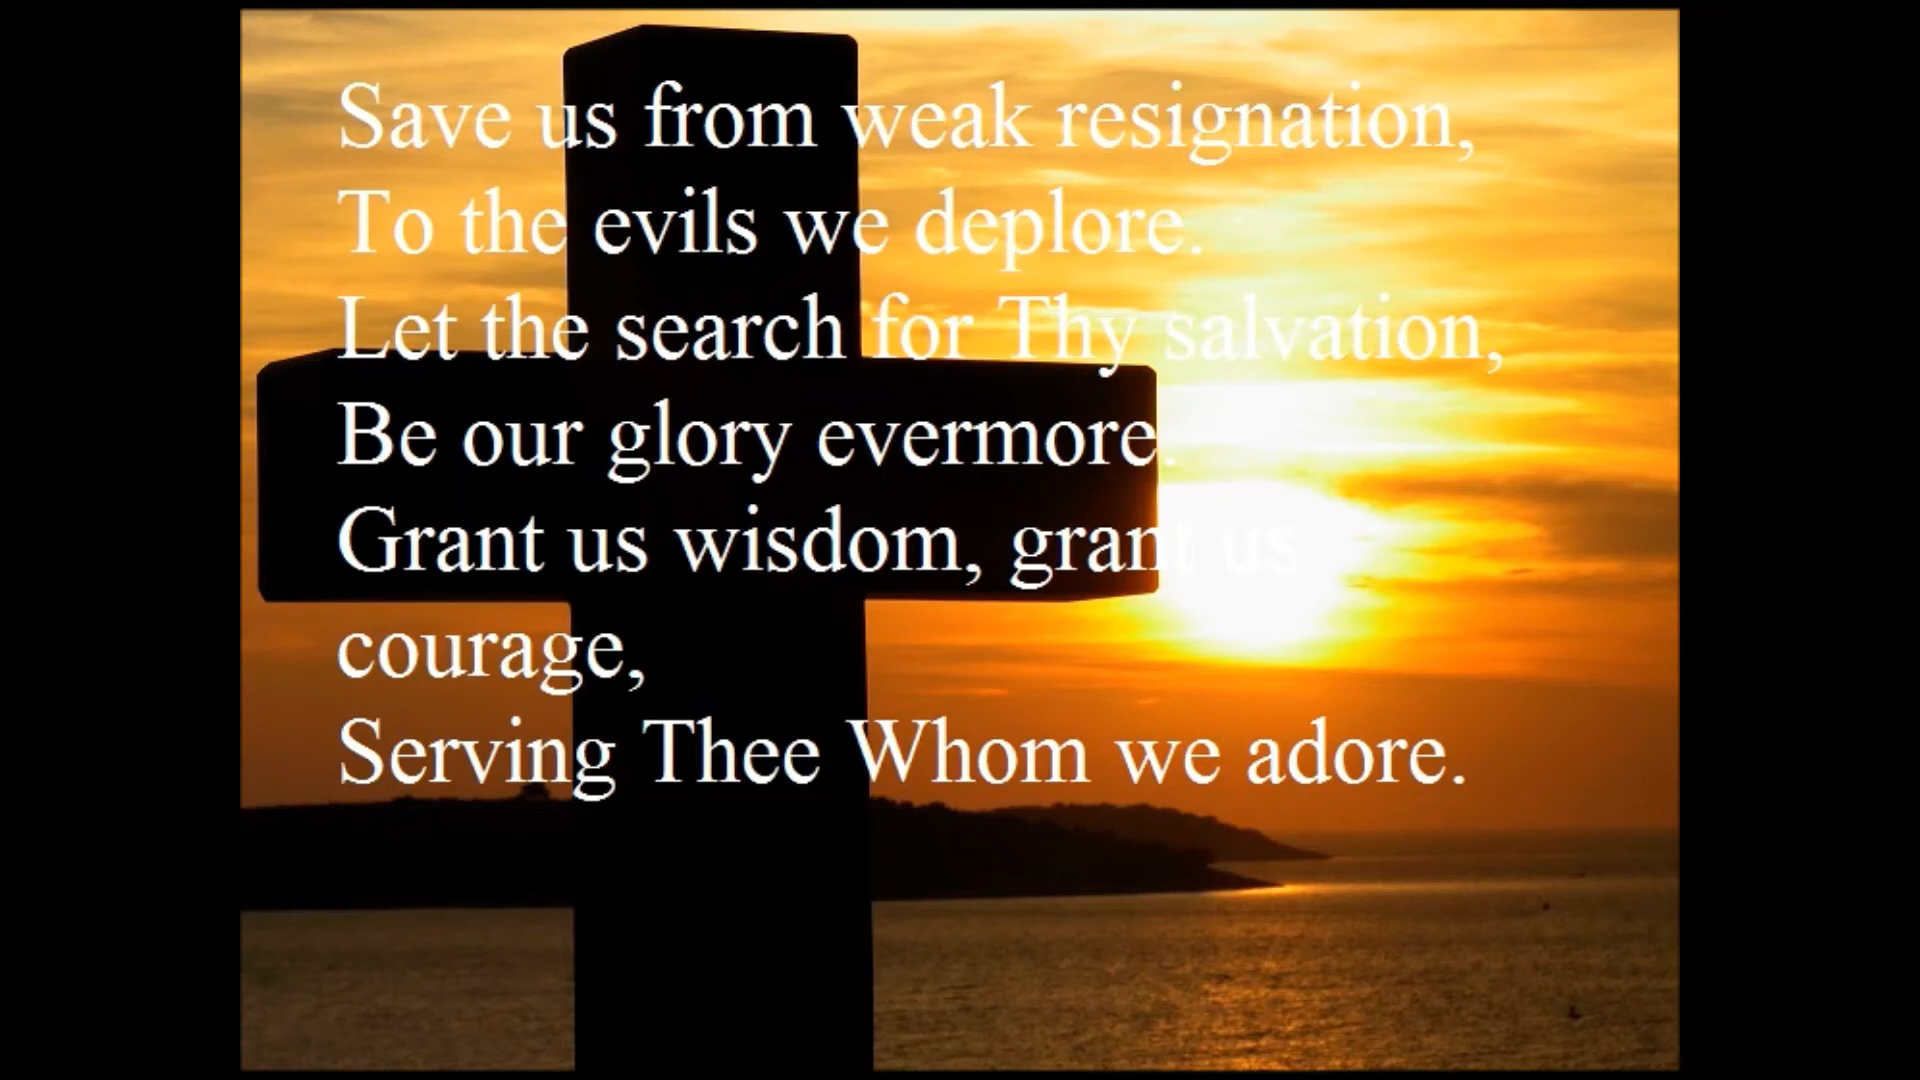 Save us from weak resignation,
To the evils we deplore.
Let the search for Thy salvation,
Be our glory evermore.
Grant us wisdom, grant us
courage,
Serving Thee Whom we adore.